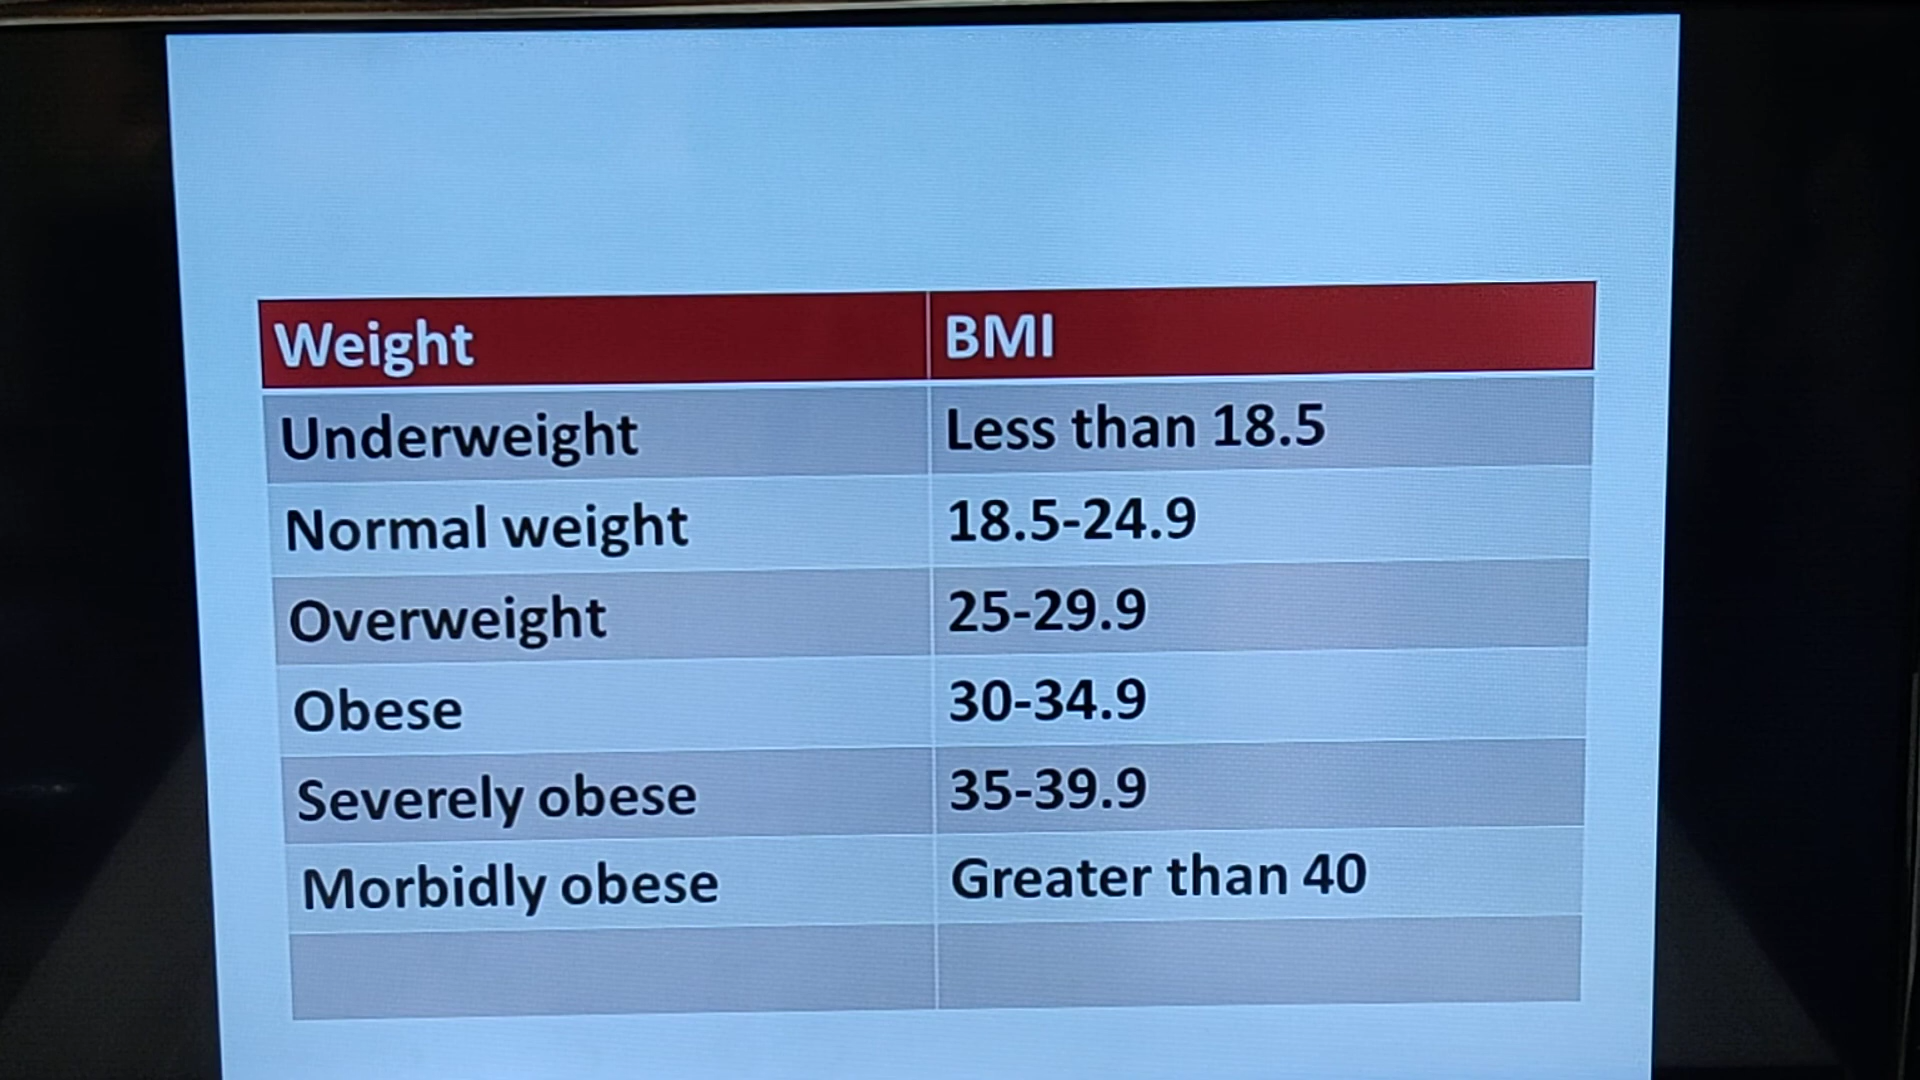 Weight BMI
Underweight Less than 18.5
Normal weight 18.5-24.9
Overweight 25-29.9
Obese 30-34.9
Severely obese 35-39.9
Morbidly obese Greater than 40